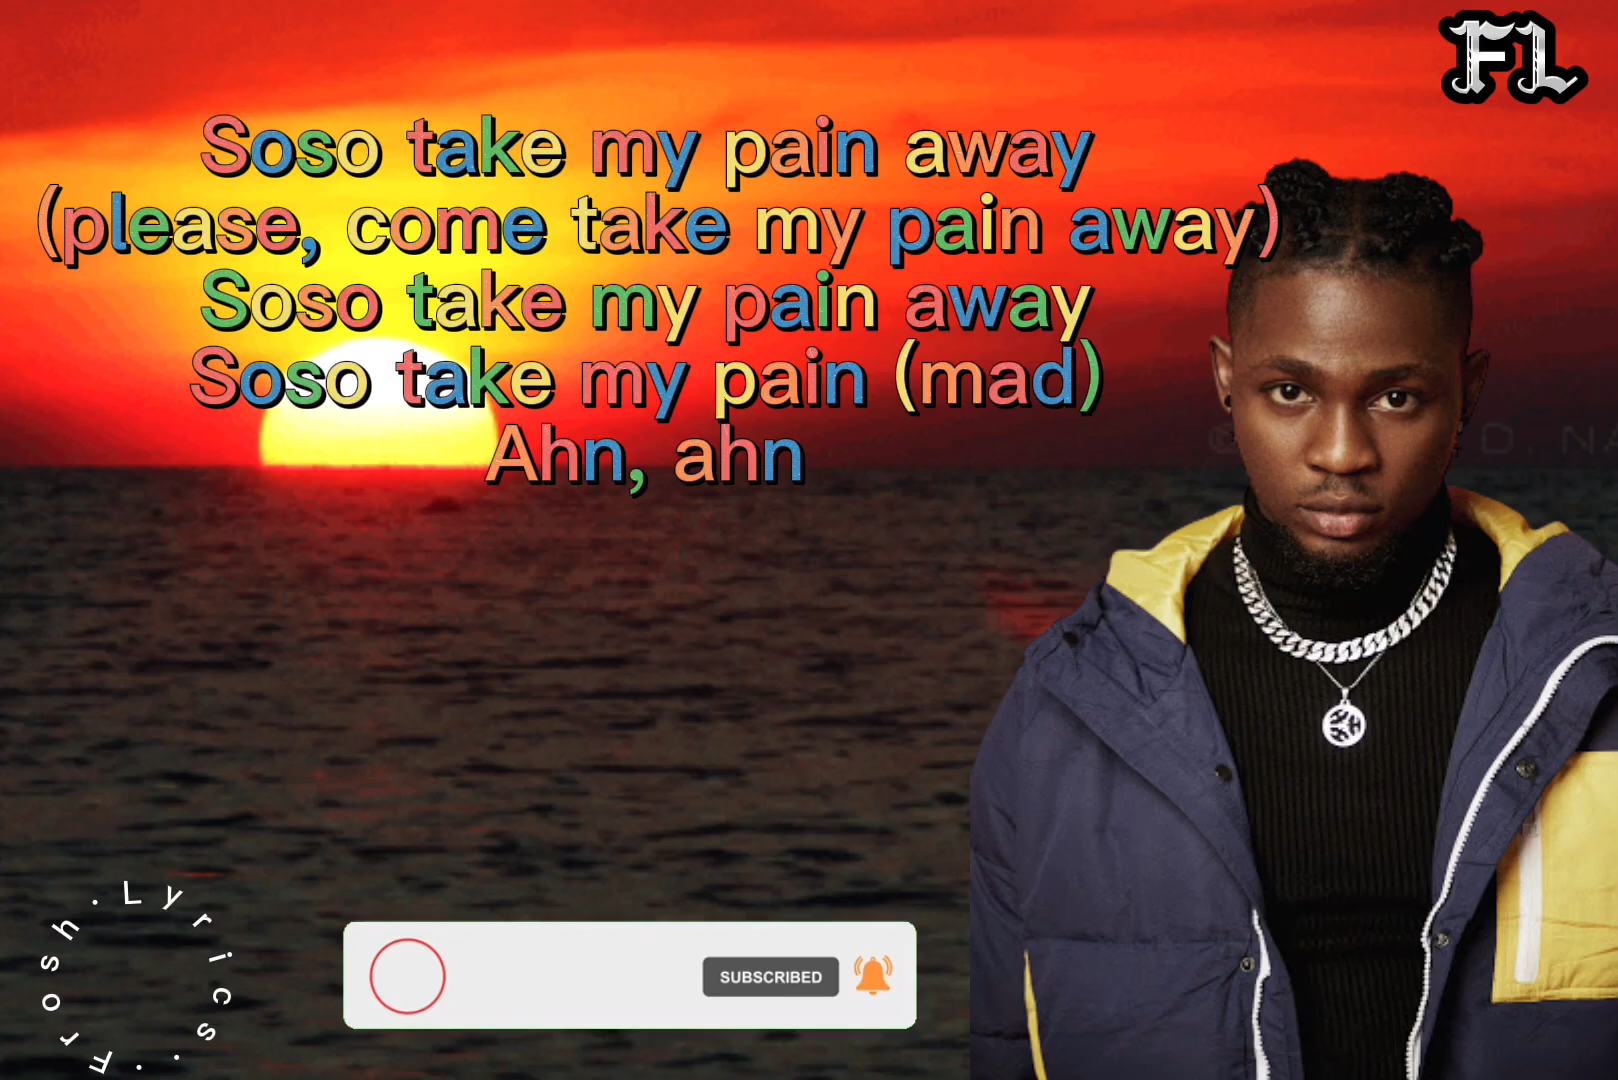 FL
Soso take my pain away
(please, come take my pain away)
Soso take my pain away
Soso take my pain (mad)
Ahn, ahn
Frosh.Lyrics.
SUBSCRIBED